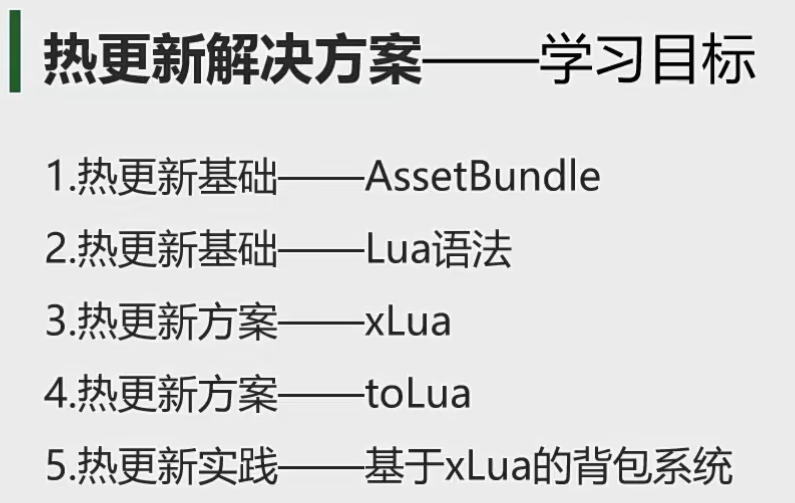 热更新解决方案——学习目标
1.热更新基础——AssetBundle
2.热更新基础——Lua语法
3.热更新方案——xLua
4.热更新方案——toLua
5.热更新实践——基于xLua的背包系统